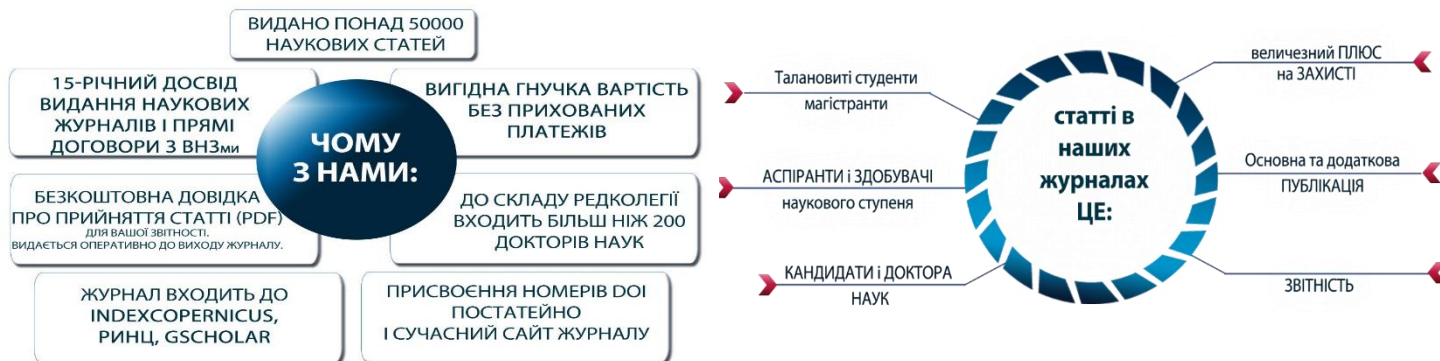 ВИДАНО ПОНАД 50000
НАУКОВИХ СТАТЕЙ
15-РІЧНИЙ ДОСВІД
ВИДАННЯ НАУКОВИХ
ЖУРНАЛІВ І ПРЯМІ
ДОГОВОРИ З ВНЗми
ВИГІДНА ГНУЧКА ВАРТІСТЬ
БЕЗ ПРИХОВАНИХ
ПЛАТЕЖІВ
ЧОМУ
З НАМИ:
БЕЗКОШТОВНА ДОВІДКА
ПРО ПРИЙНЯТТЯ СТАТТІ (PDF)
ДЛЯ ВАШОЇ ЗВІТНОСТІ.
ВИДАЄТЬСЯ ОПЕРАТИВНО ДО ВИХОДУ ЖУРНАЛУ.
ДО СКЛАДУ РЕДКОЛЕГІЇ
ВХОДИТЬ БІЛЬШ НІЖ 200
ДОКТОРІВ НАУК
ЖУРНАЛ ВХОДИТЬ ДО
INDEXCOPERNICUS,
РИНЦ, GSCHOLAR
ПРИСВОЄННЯ НОМЕРІВ DOI
ПОСТАТЕЙНО
І СУЧАСНИЙ САЙТ ЖУРНАЛУ
Талановиті студенти
магістранти
АСПІРАНТИ і ЗДОБУВАЧІ
наукового ступеня
КАНДИДАТИ і ДОКТОРА
НАУК
статті в
наших
журналах
ЦЕ:
величезний ПЛЮС
на ЗАХИСТІ
Основна та додаткова
ПУБЛІКАЦІЯ
ЗВІТНІСТЬ